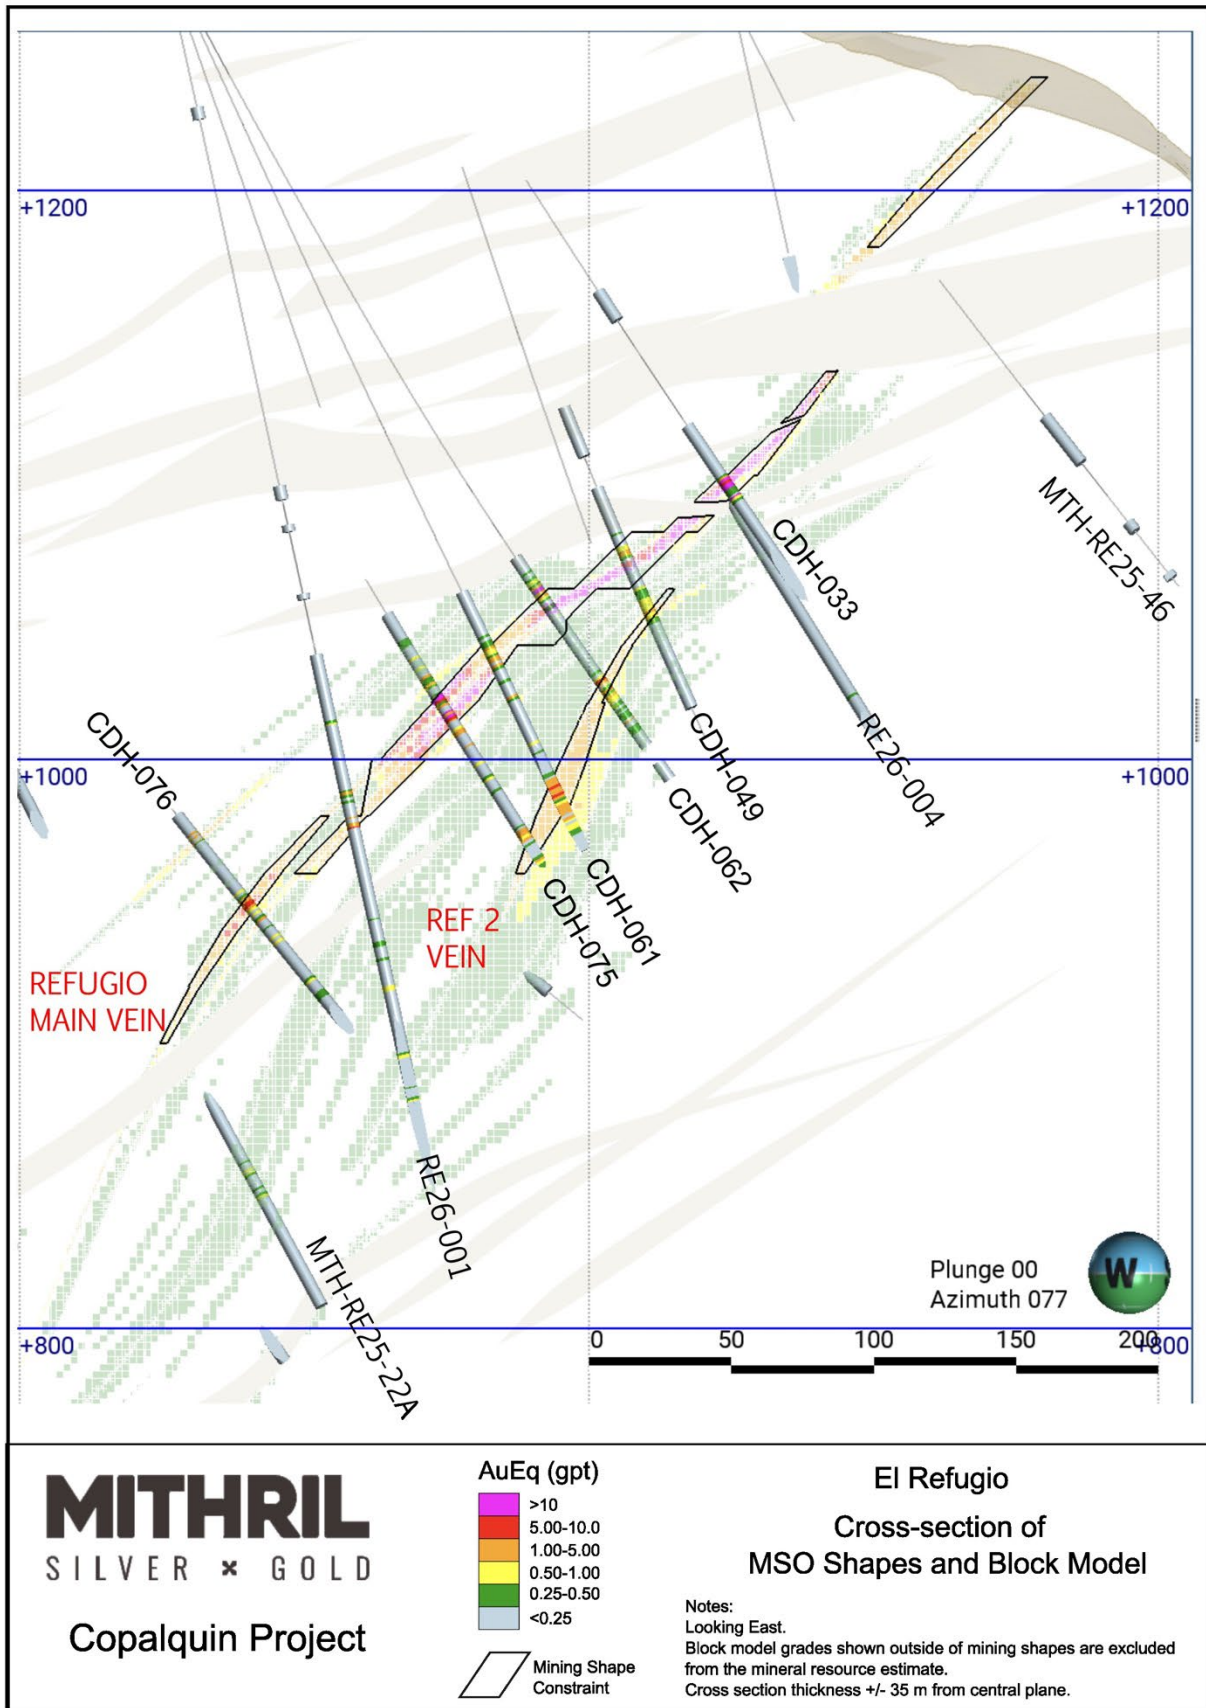 +1200
+1200
MTH-RE25-46
CDH-033
RE26-004
CDH-049
CDH-062
+1000
+1000
CDH-076
CDH-061
CDH-075
REF 2
VEIN
REFUGIO
MAIN VEIN
RE26-001
MTH-RE25-22A
Plunge 00
Azimuth 077
W
+800
0 50 100 150 200
+800
MITHRIL
SILVER × GOLD
Copalquin Project
AuEq (gpt)
>10
5.00-10.0
1.00-5.00
0.50-1.00
0.25-0.50
<0.25
Mining Shape
Constraint
El Refugio
Cross-section of
MSO Shapes and Block Model
Notes:
Looking East.
Block model grades shown outside of mining shapes are excluded
from the mineral resource estimate.
Cross section thickness +/- 35 m from central plane.